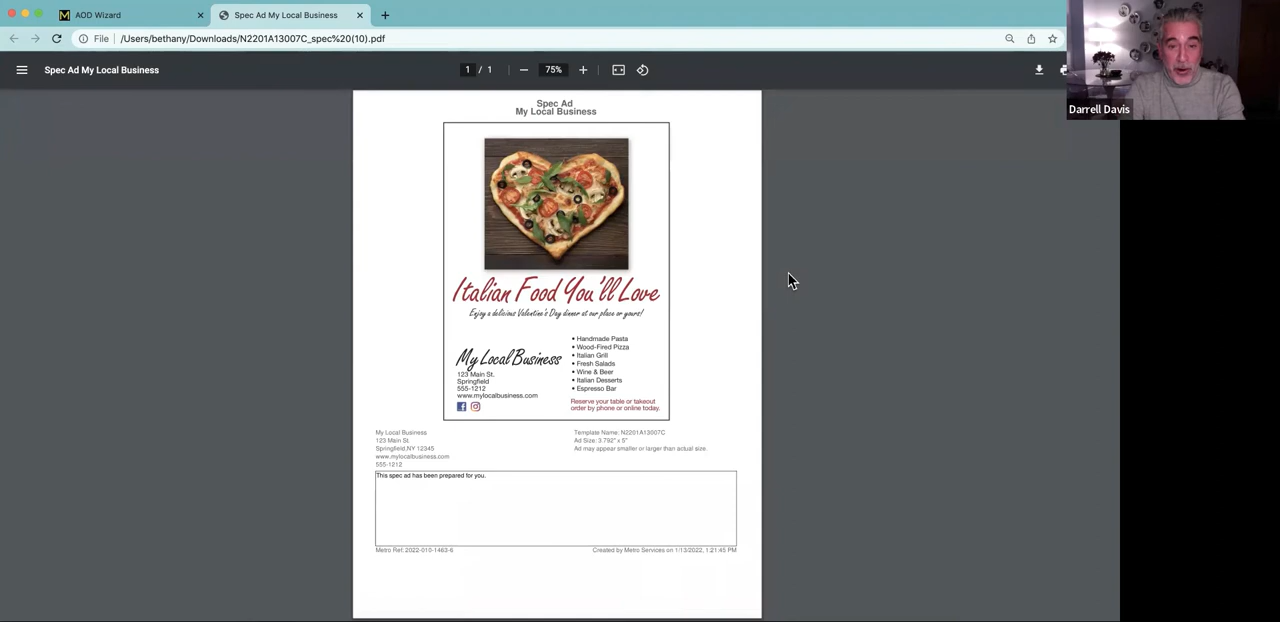 AOD Wizard
Spec Ad My Local Business
File
/Users/bethany/Downloads/N2201A13007C_spec%20(10).pdf
Spec Ad My Local Business
1 / 1
75%
Darrell Davis
Spec Ad
My Local Business
Italian Food You'll Love
Enjoy a delicious Valentine's Day dinner at our place or yours!
My Local Business
123 Main St.
Springfield
555-1212
www.mylocalbusiness.com
• Handmade Pasta
• Wood-Fired Pizza
• Italian Grill
• Fresh Salads
• Wine & Beer
• Italian Desserts
• Espresso Bar
Reserve your table or takeout
order by phone or online today.
My Local Business
123 Main St.
Springfield,NY 12345
www.mylocalbusiness.com
555-1212
Template Name: N2201A13007C
Ad Size: 3.792" x 5"
Ad may appear smaller or larger than actual size.
This spec ad has been prepared for you.
Metro Ref: 2022-010-1463-6
Created by Metro Services on 1/13/2022, 1:21:45 PM